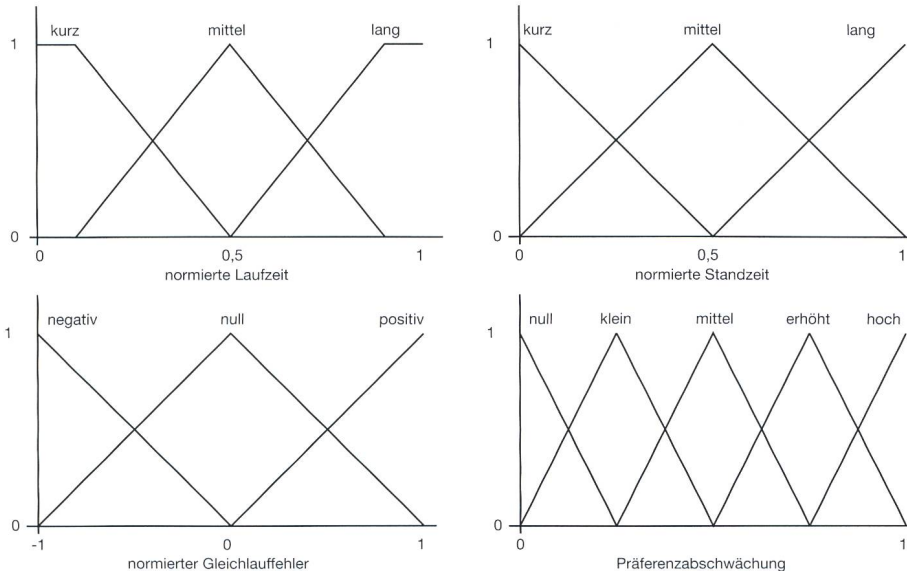 kurz mittel lang
1
0
0 0,5 1
normierte Laufzeit
kurz mittel lang
1
0
0 0,5 1
normierte Standzeit
negativ null positiv
1
0
-1 0 1
normierter Gleichlauffehler
null klein mittel erhöht hoch
1
0
0 1
Präferenzabschwächung